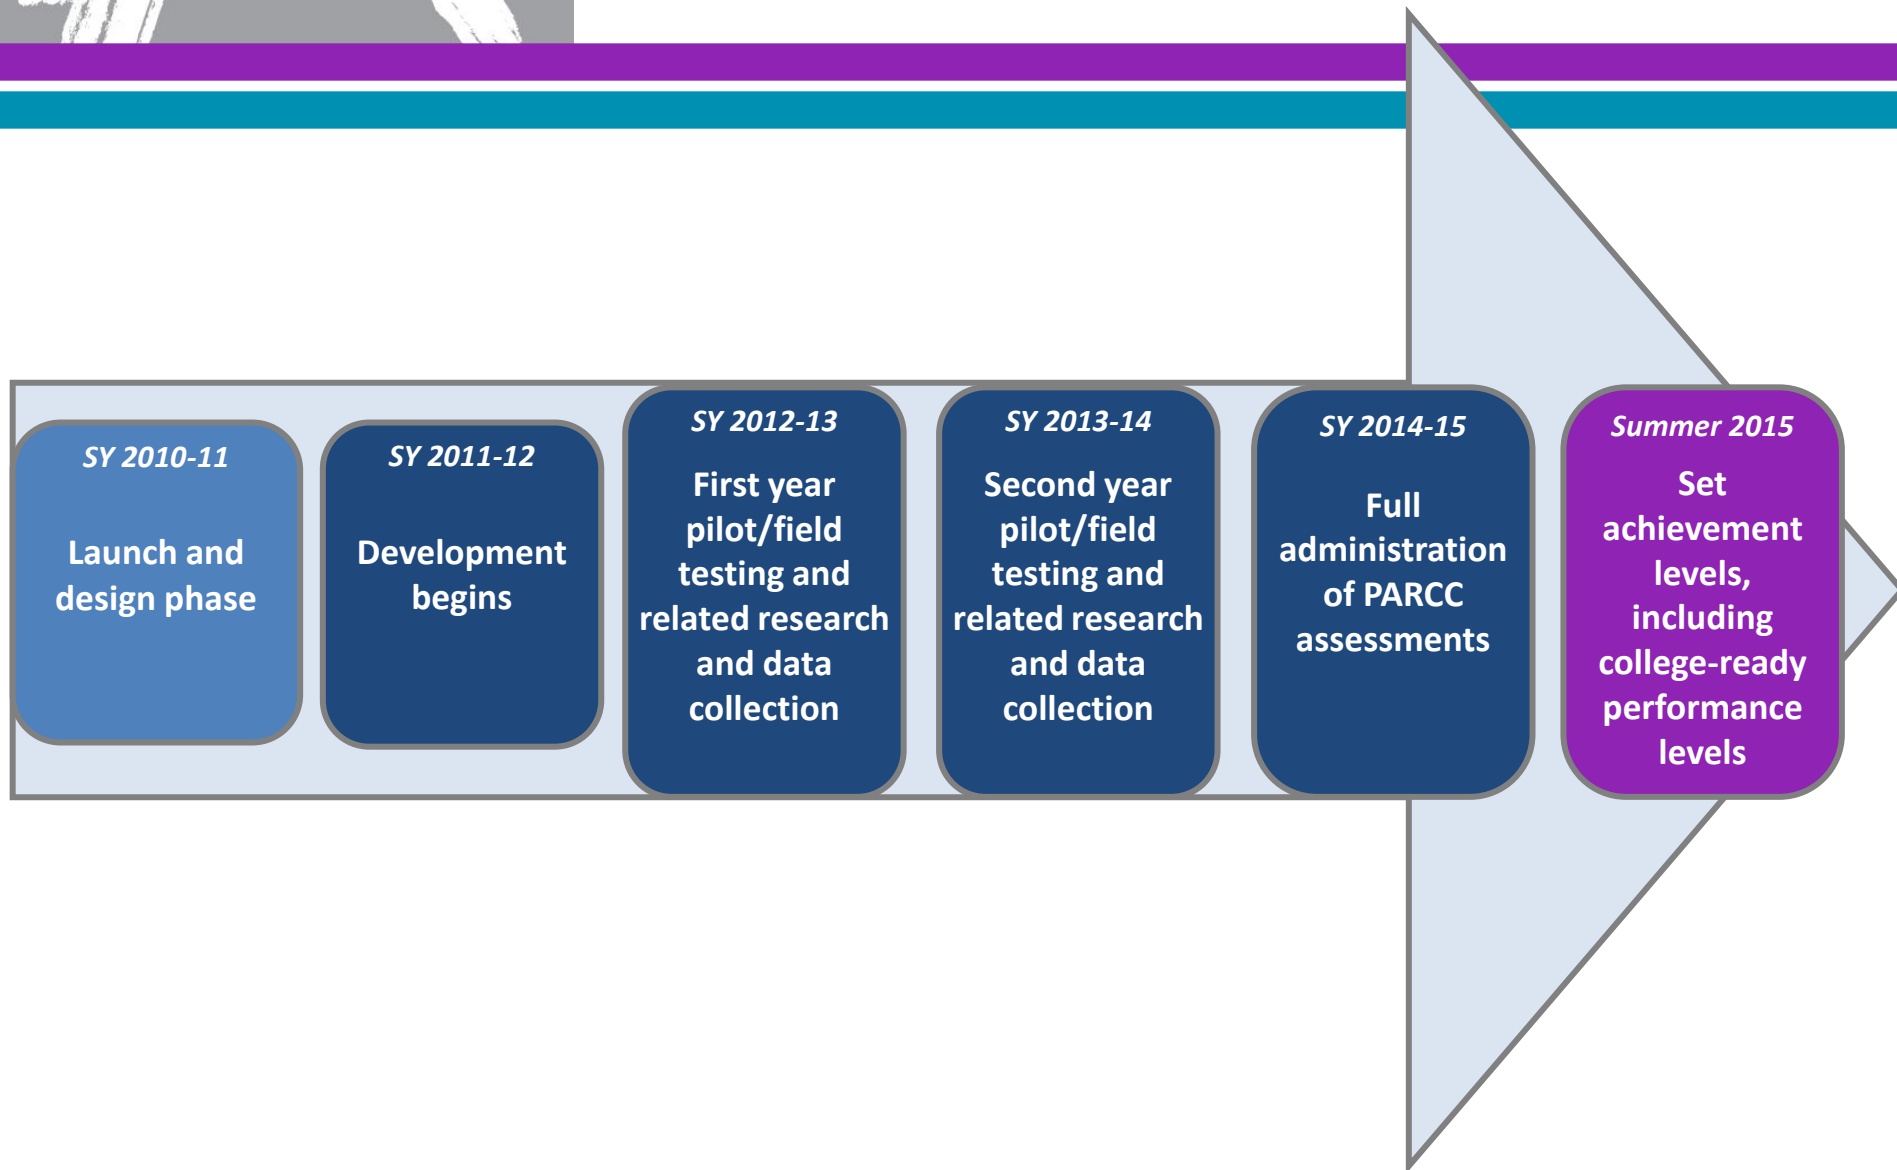 SY 2010-11
Launch and
design phase
SY 2011-12
Development
begins
SY 2012-13
First year
pilot/field
testing and
related research
and data
collection
SY 2013-14
Second year
pilot/field
testing and
related research
and data
collection
SY 2014-15
Full
administration
of PARCC
assessments
Summer 2015
Set
achievement
levels,
including
college-ready
performance
levels